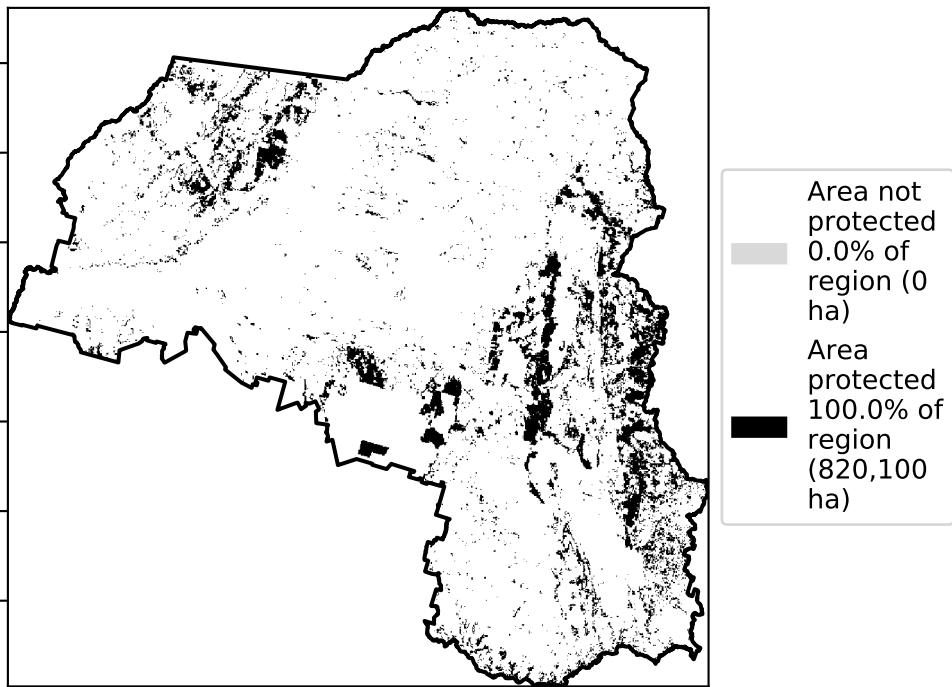 Area not
protected
0.0% of
region (0
ha)
Area
protected
100.0% of
region
(820,100
ha)